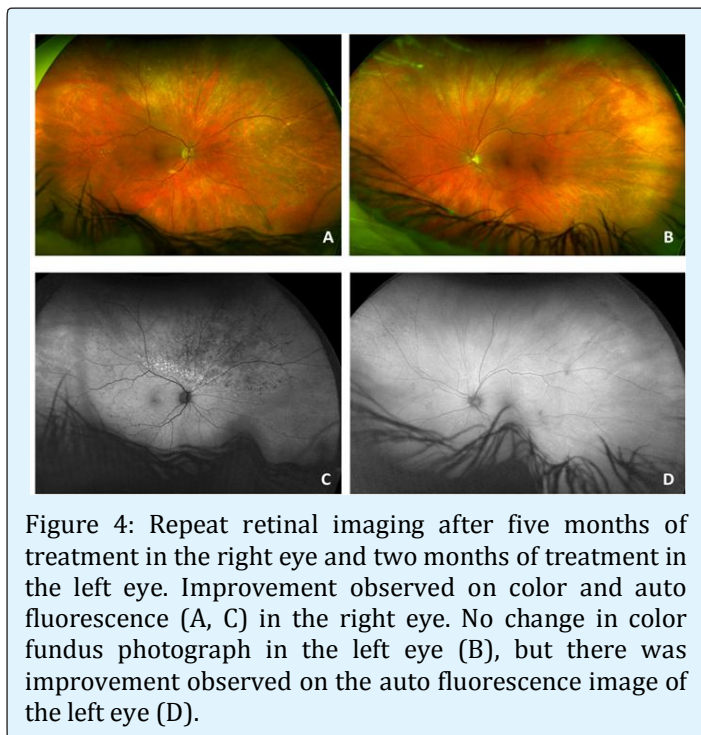 A
B
C
D
Figure 4: Repeat retinal imaging after five months of
treatment in the right eye and two months of treatment in
the left eye. Improvement observed on color and auto
fluorescence (A, C) in the right eye. No change in color
fundus photograph in the left eye (B), but there was
improvement observed on the auto fluorescence image of
the left eye (D).